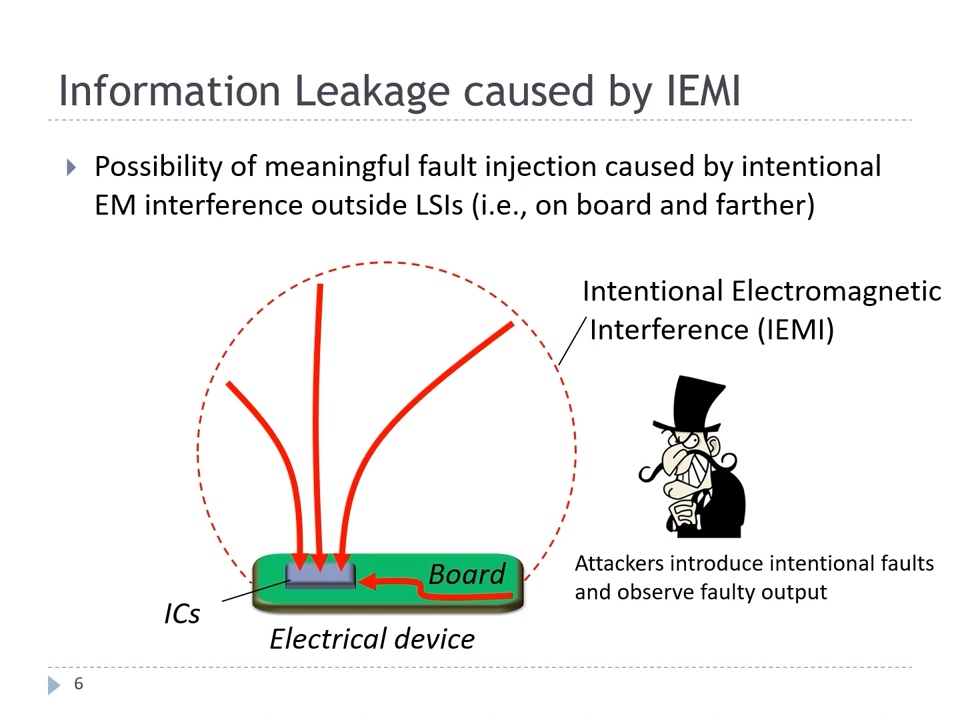 Information Leakage caused by IEMI
Possibility of meaningful fault injection caused by intentional
EM interference outside LSIs (i.e., on board and farther)
Intentional Electromagnetic
Interference (IEMI)
Attackers introduce intentional faults
and observe faulty output
Board
ICs
Electrical device
6